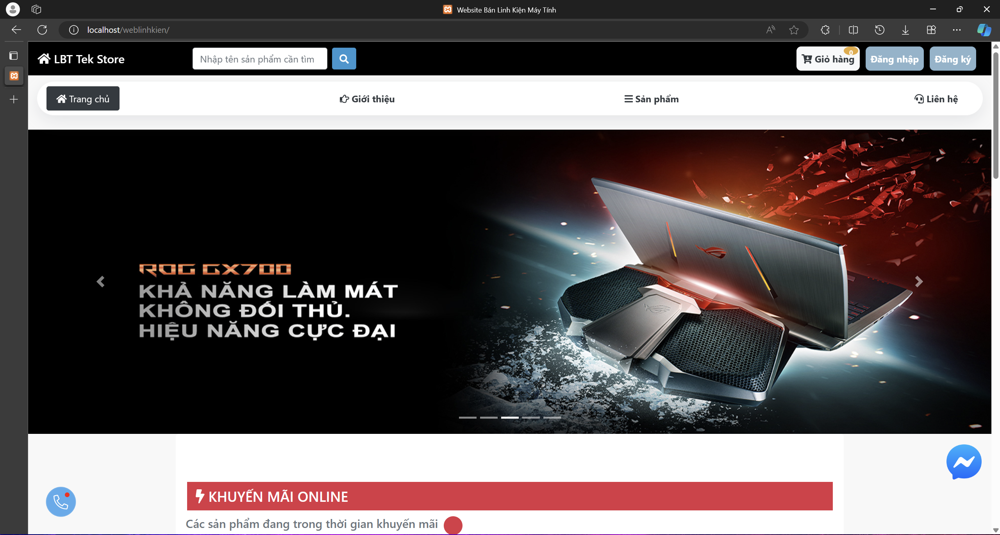 Website Bán Linh Kiện Máy Tính
localhost/weblinhkien/
LBT Tek Store
Nhập tên sản phẩm cần tìm
0
Giỏ hàng
Đăng nhập
Đăng ký
Trang chủ
Giới thiệu
Sản phẩm
Liên hệ
ROG GX700
KHẢ NĂNG LÀM MÁT
KHÔNG ĐỐI THỦ.
HIỆU NĂNG CỰC ĐẠI
KHUYẾN MÃI ONLINE
Các sản phẩm đang trong thời gian khuyến mãi